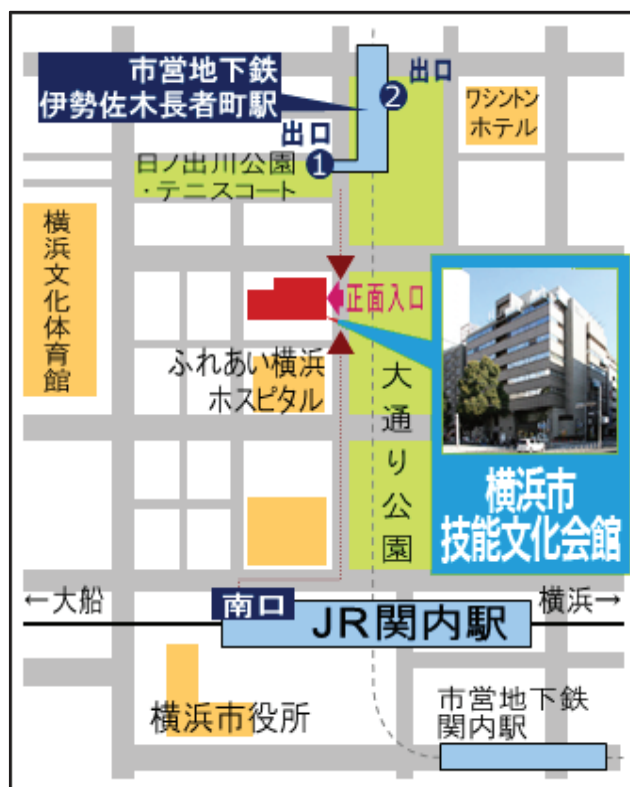 市営地下鉄
伊勢佐木長者町駅
出口
2
ワシントン
ホテル
出口
1
日ノ出川公園
・テニスコート
横浜文化体育館
正面入口
ふれあい横浜
ホスピタル
大通り公園
横浜市
技能文化会館
←大船
南口
JR関内駅
横浜→
横浜市役所
市営地下鉄
関内駅